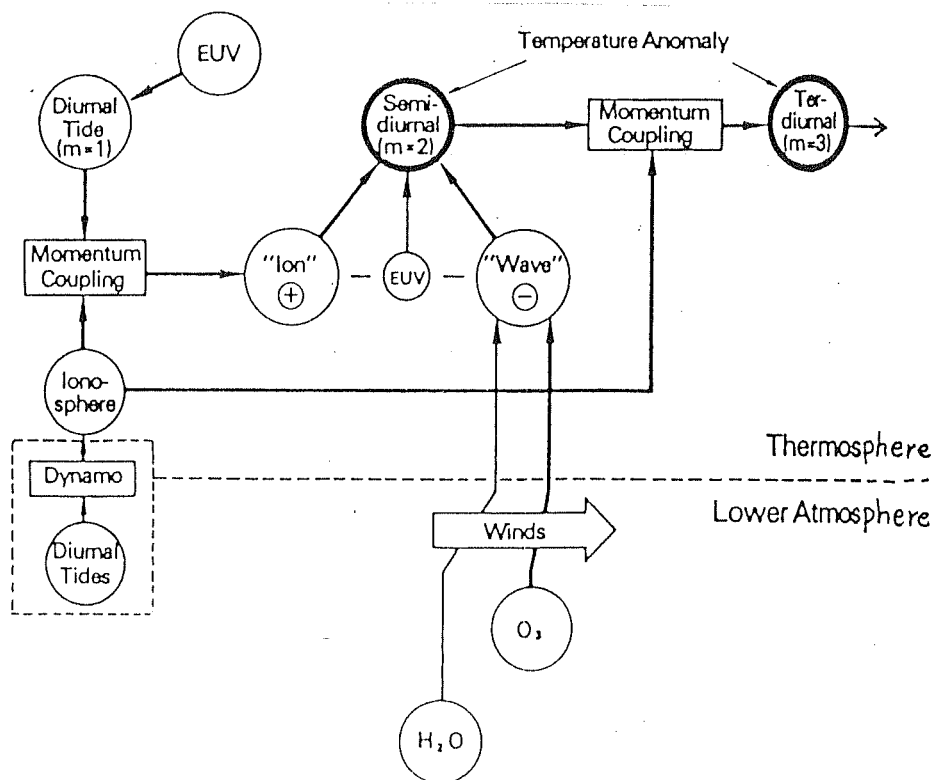 EUV
Temperature Anomaly
Diurnal
Tide
(m=1)
Semi-
diurnal
(m=2)
Momentum
Coupling
Ter-
diurnal
(m=3)
Momentum
Coupling
"Ion"
+
EUV
"Wave"
−
Iono-
sphere
Thermosphere
Dynamo
Lower Atmosphere
Winds
Diurnal
Tides
O₃
H₂O